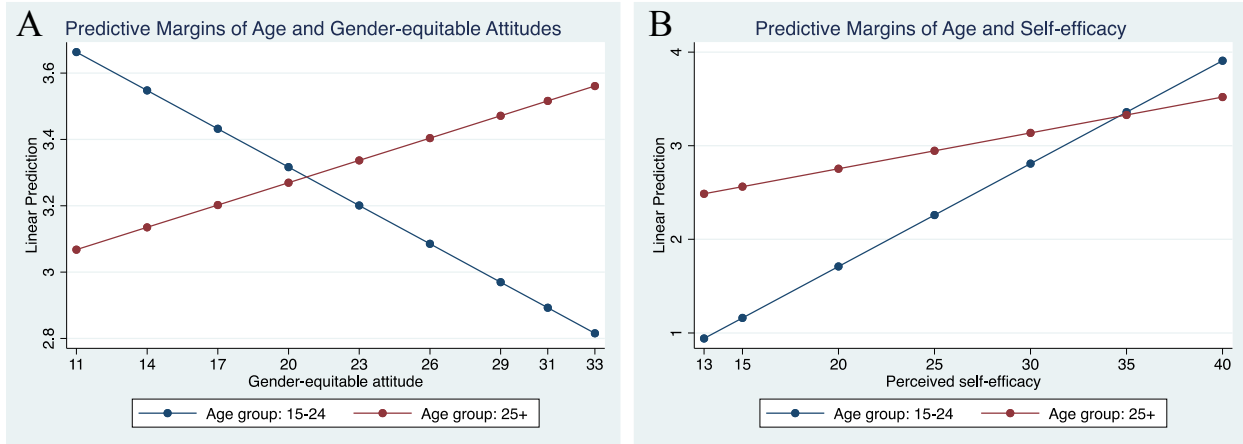 A
Predictive Margins of Age and Gender-equitable Attitudes
Linear Prediction
3.6
3.4
3.2
3
2.8
11 14 17 20 23 26 29 31 33
Gender-equitable attitude
Age group: 15-24 Age group: 25+
B
Predictive Margins of Age and Self-efficacy
Linear Prediction
4
3
2
1
13 15 20 25 30 35 40
Perceived self-efficacy
Age group: 15-24 Age group: 25+